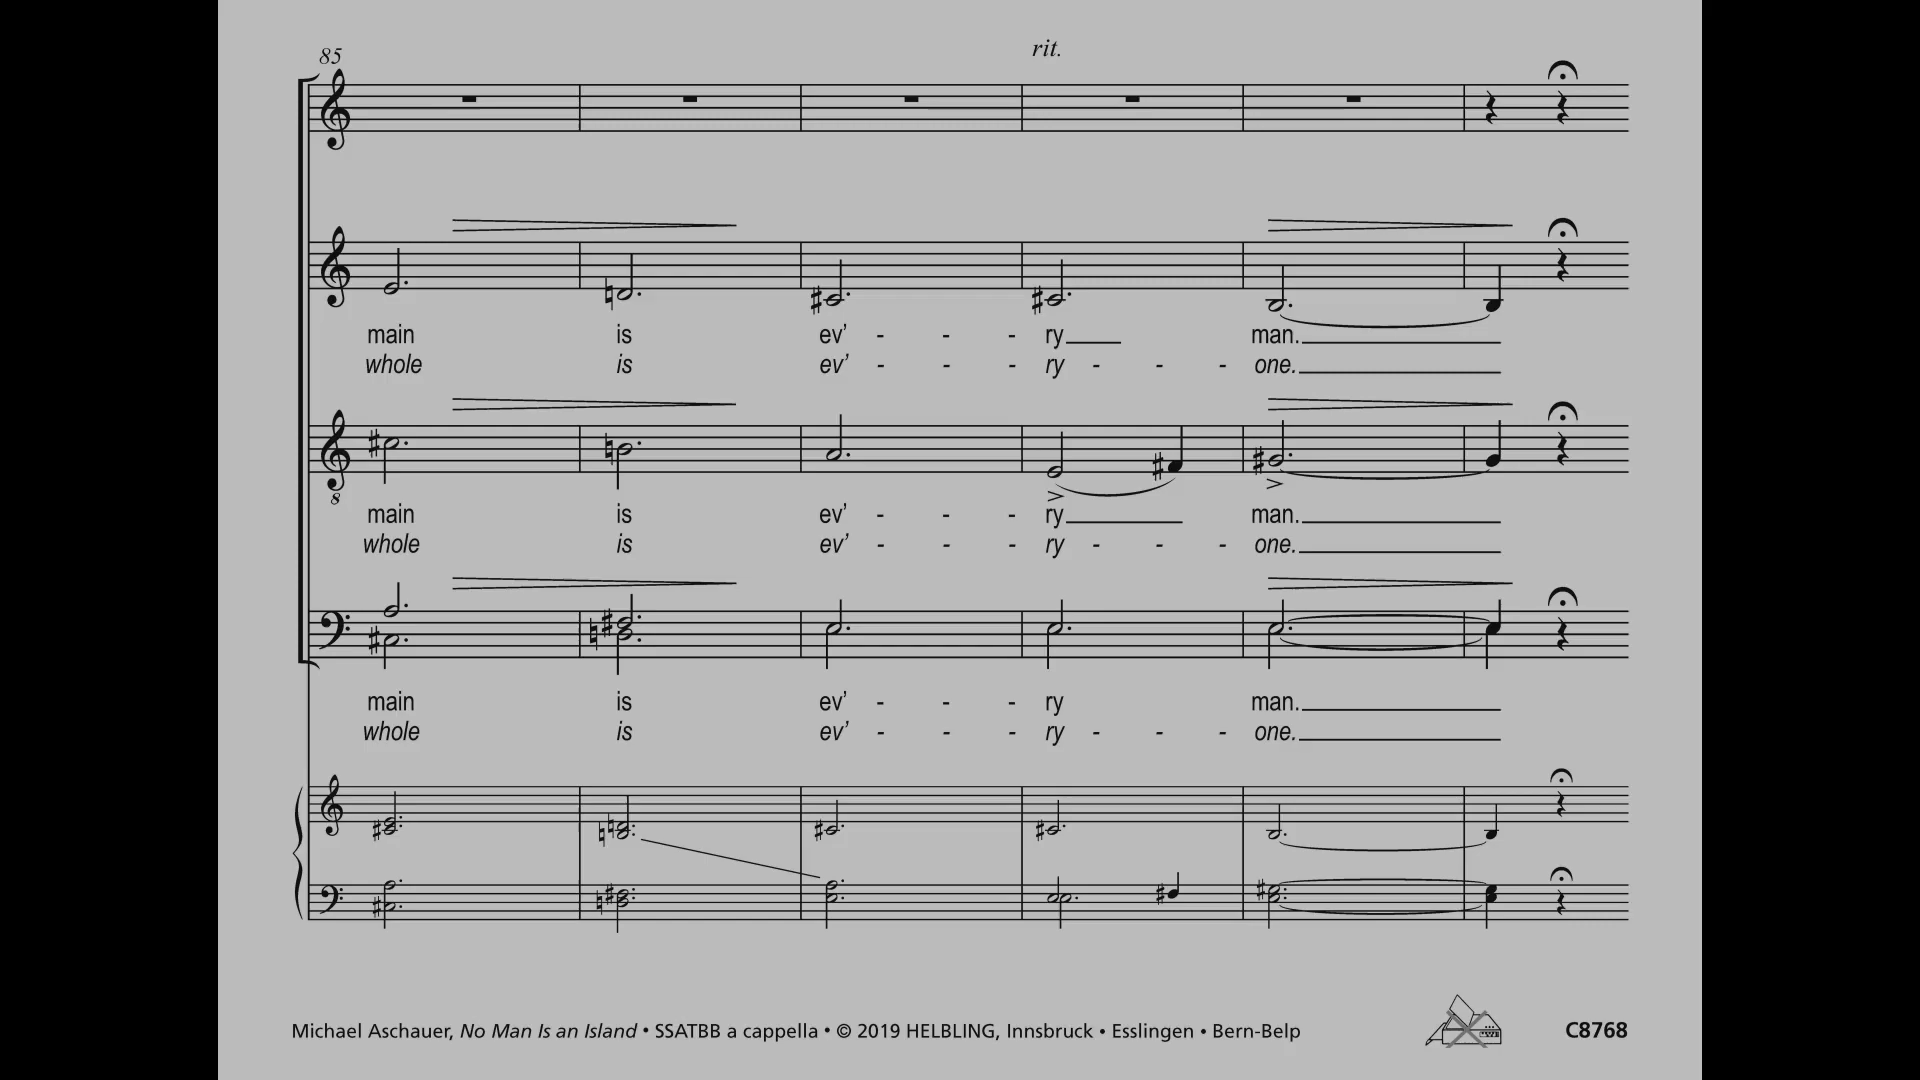 85
rit.
main is ev’ - - - ry man.
whole is ev’ - - - ry - - - one.
8
main is ev’ - - - ry man.
whole is ev’ - - - ry - - - one.
main is ev’ - - - ry man.
whole is ev’ - - - ry - - - one.
Michael Aschauer, No Man Is an Island • SSATBB a cappella • © 2019 HELBLING, Innsbruck • Esslingen • Bern-Belp
C8768